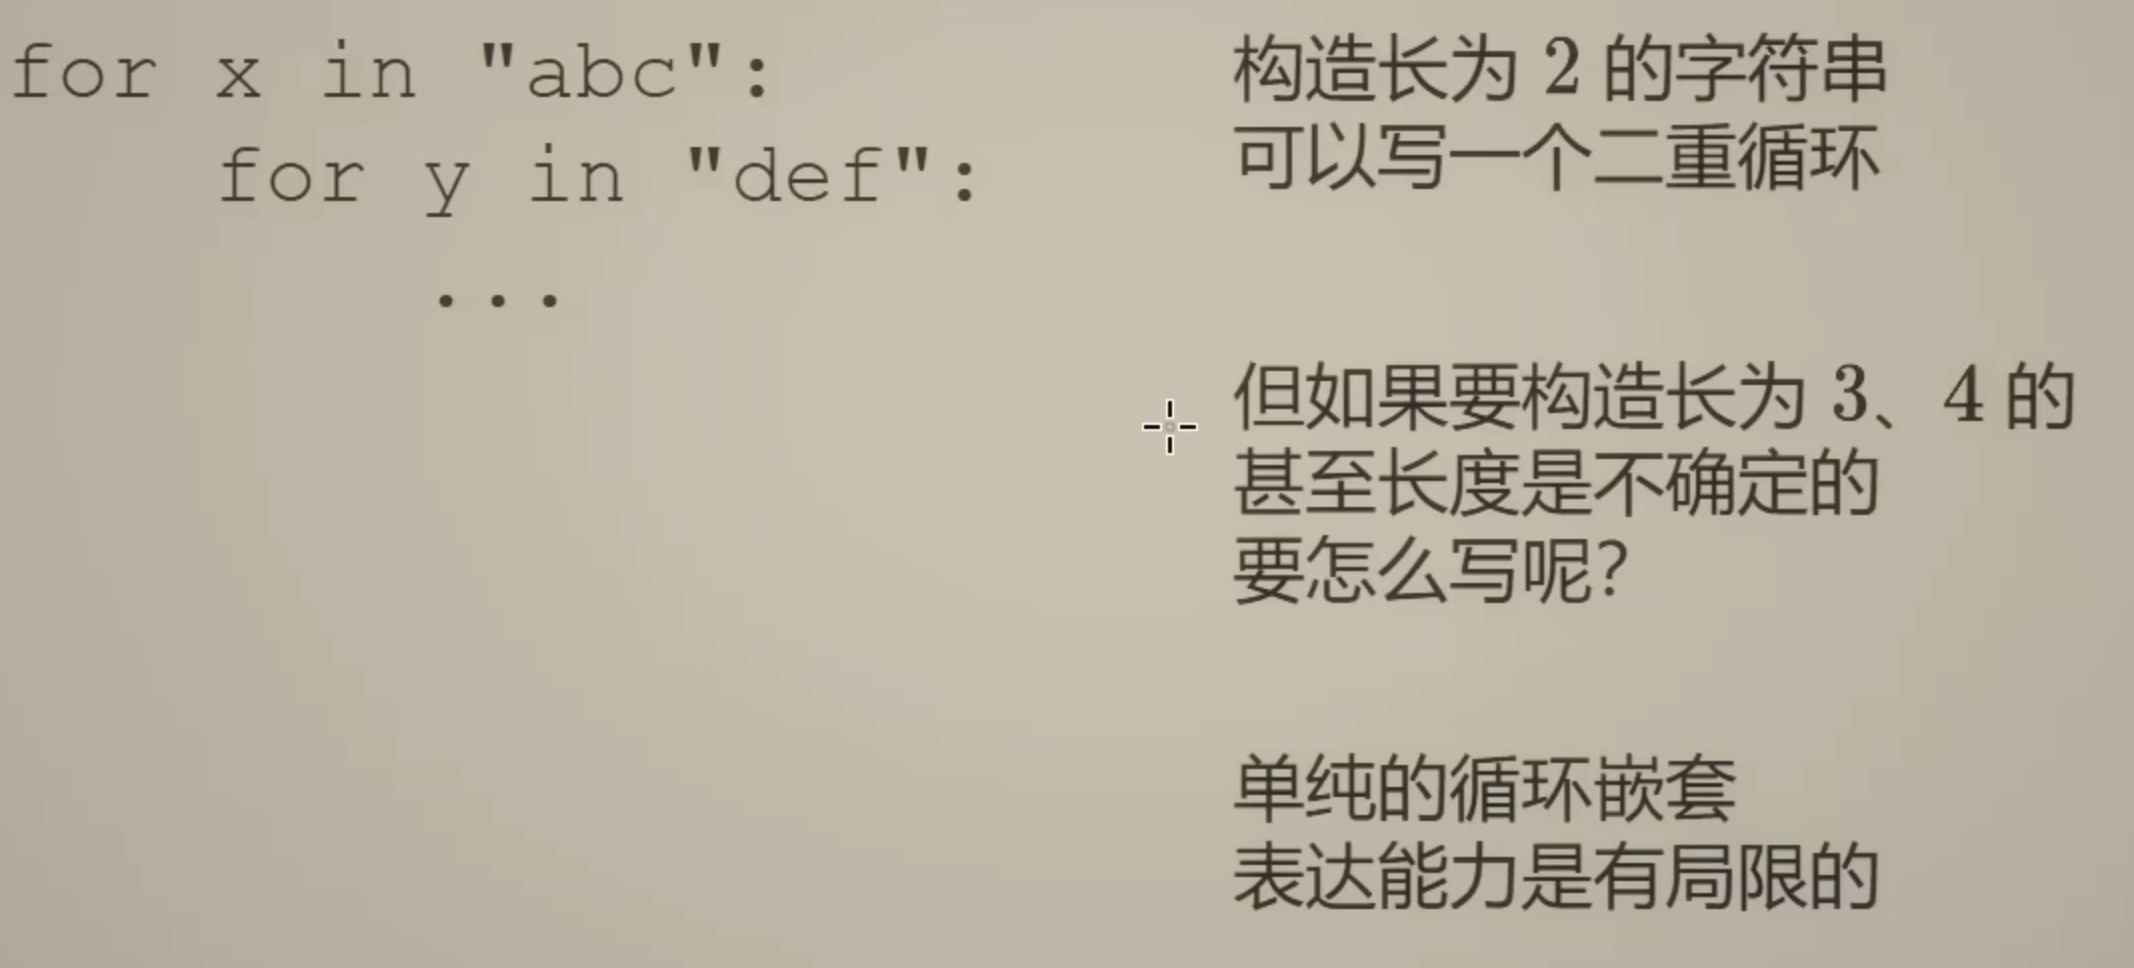 for x in "abc":
    for y in "def":
        ...
构造长为 2 的字符串
可以写一个二重循环
但如果要构造长为 3、4 的
甚至长度是不确定的
要怎么写呢?
单纯的循环嵌套
表达能力是有局限的